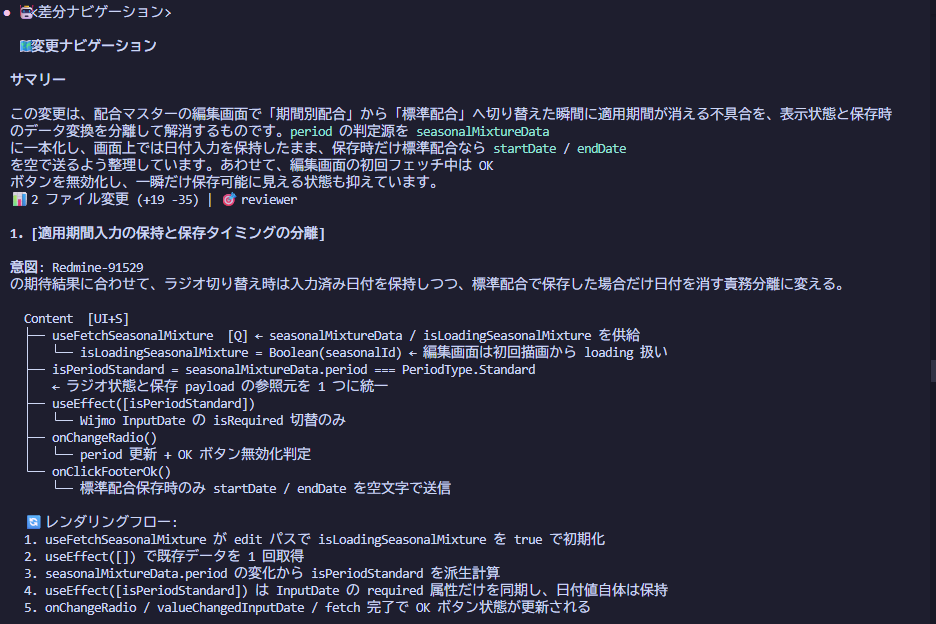 ● <差分ナビゲーション>
変更ナビゲーション
サマリー
この変更は、配合マスターの編集画面で「期間別配合」から「標準配合」へ切り替えた瞬間に適用期間が消える不具合を、表示状態と保存時
のデータ変換を分離して解消するものです。period の判定源を seasonalMixtureData
に一本化し、画面上では日付入力を保持したまま、保存時だけ標準配合なら startDate / endDate
を空で送るよう整理しています。あわせて、編集画面の初回フェッチ中は OK
ボタンを無効化し、一瞬だけ保存可能に見える状態も抑えています。
📊 2 ファイル変更 (+19 -35) | 🎯 reviewer
1. [適用期間入力の保持と保存タイミングの分離]
意図: Redmine-91529
の期待結果に合わせて、ラジオ切り替え時は入力済み日付を保持しつつ、標準配合で保存した場合だけ日付を消す責務分離に変える。
Content [UI+S]
├── useFetchSeasonalMixture [Q] ← seasonalMixtureData / isLoadingSeasonalMixture を供給
│   └── isLoadingSeasonalMixture = Boolean(seasonalId) ← 編集画面は初回描画から loading 扱い
├── isPeriodStandard = seasonalMixtureData.period === PeriodType.Standard
│   ← ラジオ状態と保存 payload の参照元を 1 つに統一
├── useEffect([isPeriodStandard])
│   └── Wijmo InputDate の isRequired 切替のみ
├── onChangeRadio()
│   └── period 更新 + OK ボタン無効化判定
└── onClickFooterOk()
    └── 標準配合保存時のみ startDate / endDate を空文字で送信
🔄 レンダリングフロー:
1. useFetchSeasonalMixture が edit パスで isLoadingSeasonalMixture を true で初期化
2. useEffect([]) で既存データを 1 回取得
3. seasonalMixtureData.period の変化から isPeriodStandard を派生計算
4. useEffect([isPeriodStandard]) は InputDate の required 属性だけを同期し、日付値自体は保持
5. onChangeRadio / valueChangedInputDate / fetch 完了で OK ボタン状態が更新される